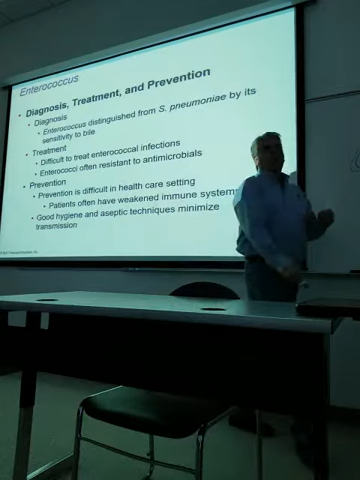 Enterococcus
• Diagnosis, Treatment, and Prevention
• Diagnosis
• Enterococcus distinguished from S. pneumoniae by its
sensitivity to bile
• Treatment
• Difficult to treat enterococcal infections
• Enterococci often resistant to antimicrobials
• Prevention
• Prevention is difficult in health care setting
• Patients often have weakened immune systems
• Good hygiene and aseptic techniques minimize
transmission